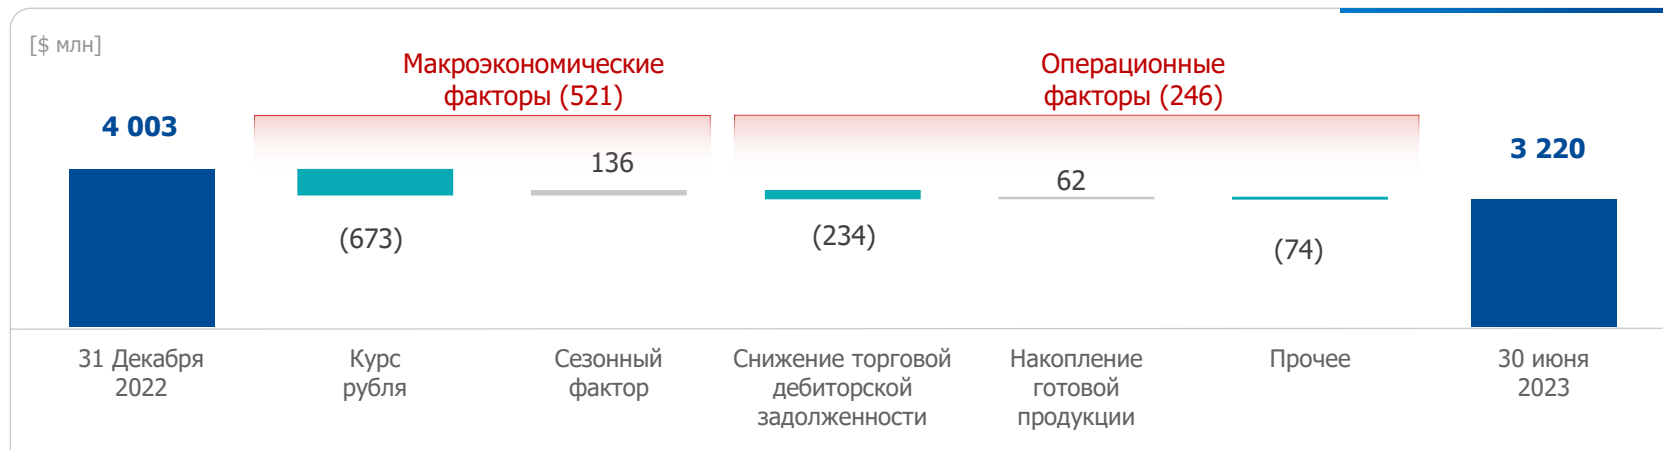 [$ млн]
Макроэкономические
факторы (521)
Операционные
факторы (246)
4 003
136
62
3 220
(673)
(234)
(74)
31 Декабря
2022
Курс
рубля
Сезонный
фактор
Снижение торговой
дебиторской
задолженности
Накопление
готовой
продукции
Прочее
30 июня
2023